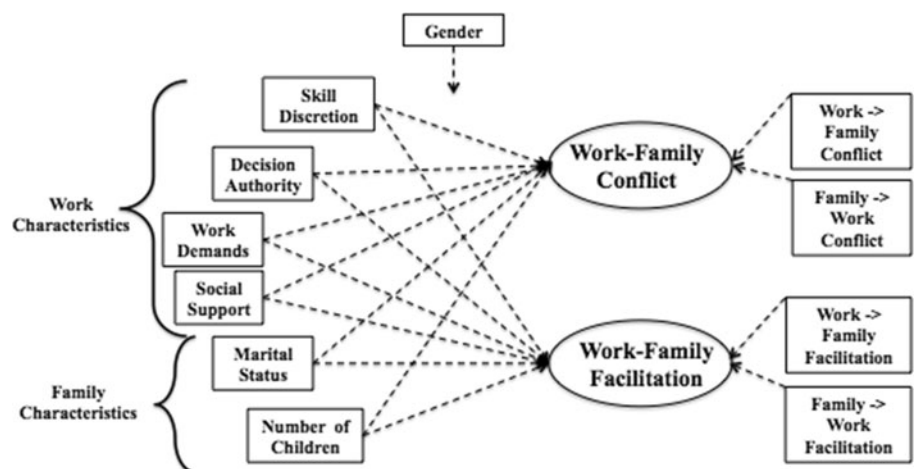 Gender
Skill
Discretion
Decision
Authority
Work
Characteristics
Work
Demands
Social
Support
Marital
Status
Family
Characteristics
Number of
Children
Work-Family
Conflict
Work-Family
Facilitation
Work ->
Family
Conflict
Family ->
Work
Conflict
Work ->
Family
Facilitation
Family ->
Work
Facilitation